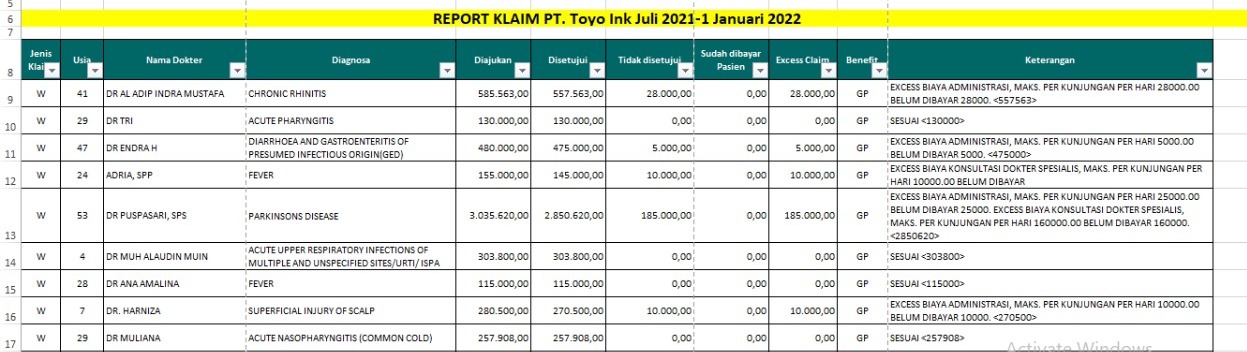 5
6 REPORT KLAIM PT. Toyo Ink Juli 2021-1 Januari 2022
7
8 Jenis Klai Usia Nama Dokter Diagnosa Diajukan Disetujui Tidak disetujui Sudah dibayar Pasien Excess Claim Benefit Keterangan
9 W 41 DR AL ADIP INDRA MUSTAFA CHRONIC RHINITIS 585.563,00 557.563,00 28.000,00 0,00 28.000,00 GP EXCESS BIAYA ADMINISTRASI, MAKS. PER KUNJUNGAN PER HARI 28000.00
BELUM DIBAYAR 28000. <557563>
10 W 29 DR TRI ACUTE PHARYNGITIS 130.000,00 130.000,00 0,00 0,00 0,00 GP SESUAI <130000>
11 W 47 DR ENDRA H DIARRHOEA AND GASTROENTERITIS OF PRESUMED INFECTIOUS ORIGIN(GED) 480.000,00 475.000,00 5.000,00 0,00 5.000,00 GP EXCESS BIAYA ADMINISTRASI, MAKS. PER KUNJUNGAN PER HARI 5000.00
BELUM DIBAYAR 5000. <475000>
12 W 24 ADRIA, SPP FEVER 155.000,00 145.000,00 10.000,00 0,00 10.000,00 GP EXCESS BIAYA KONSULTASI DOKTER SPESIALIS, MAKS. PER KUNJUNGAN PER
HARI 10000.00 BELUM DIBAYAR
13 W 53 DR PUSPASARI, SPS PARKINSONS DISEASE 3.035.620,00 2.850.620,00 185.000,00 0,00 185.000,00 GP EXCESS BIAYA ADMINISTRASI, MAKS. PER KUNJUNGAN PER HARI 25000.00
BELUM DIBAYAR 25000. EXCESS BIAYA KONSULTASI DOKTER SPESIALIS,
MAKS. PER KUNJUNGAN PER HARI 160000.00 BELUM DIBAYAR 160000.
<2850620>
14 W 4 DR MUH ALAUDIN MUIN ACUTE UPPER RESPIRATORY INFECTIONS OF MULTIPLE AND UNSPECIFIED SITES/URTI/ ISPA 303.800,00 303.800,00 0,00 0,00 0,00 GP SESUAI <303800>
15 W 28 DR ANA AMALINA FEVER 115.000,00 115.000,00 0,00 0,00 0,00 GP SESUAI <115000>
16 W 7 DR. HARNIZA SUPERFICIAL INJURY OF SCALP 280.500,00 270.500,00 10.000,00 0,00 10.000,00 GP EXCESS BIAYA ADMINISTRASI, MAKS. PER KUNJUNGAN PER HARI 10000.00
BELUM DIBAYAR 10000. <270500>
17 W 29 DR MULIANA ACUTE NASOPHARYNGITIS (COMMON COLD) 257.908,00 257.908,00 0,00 0,00 0,00 GP SESUAI <257908>
Activate Windows